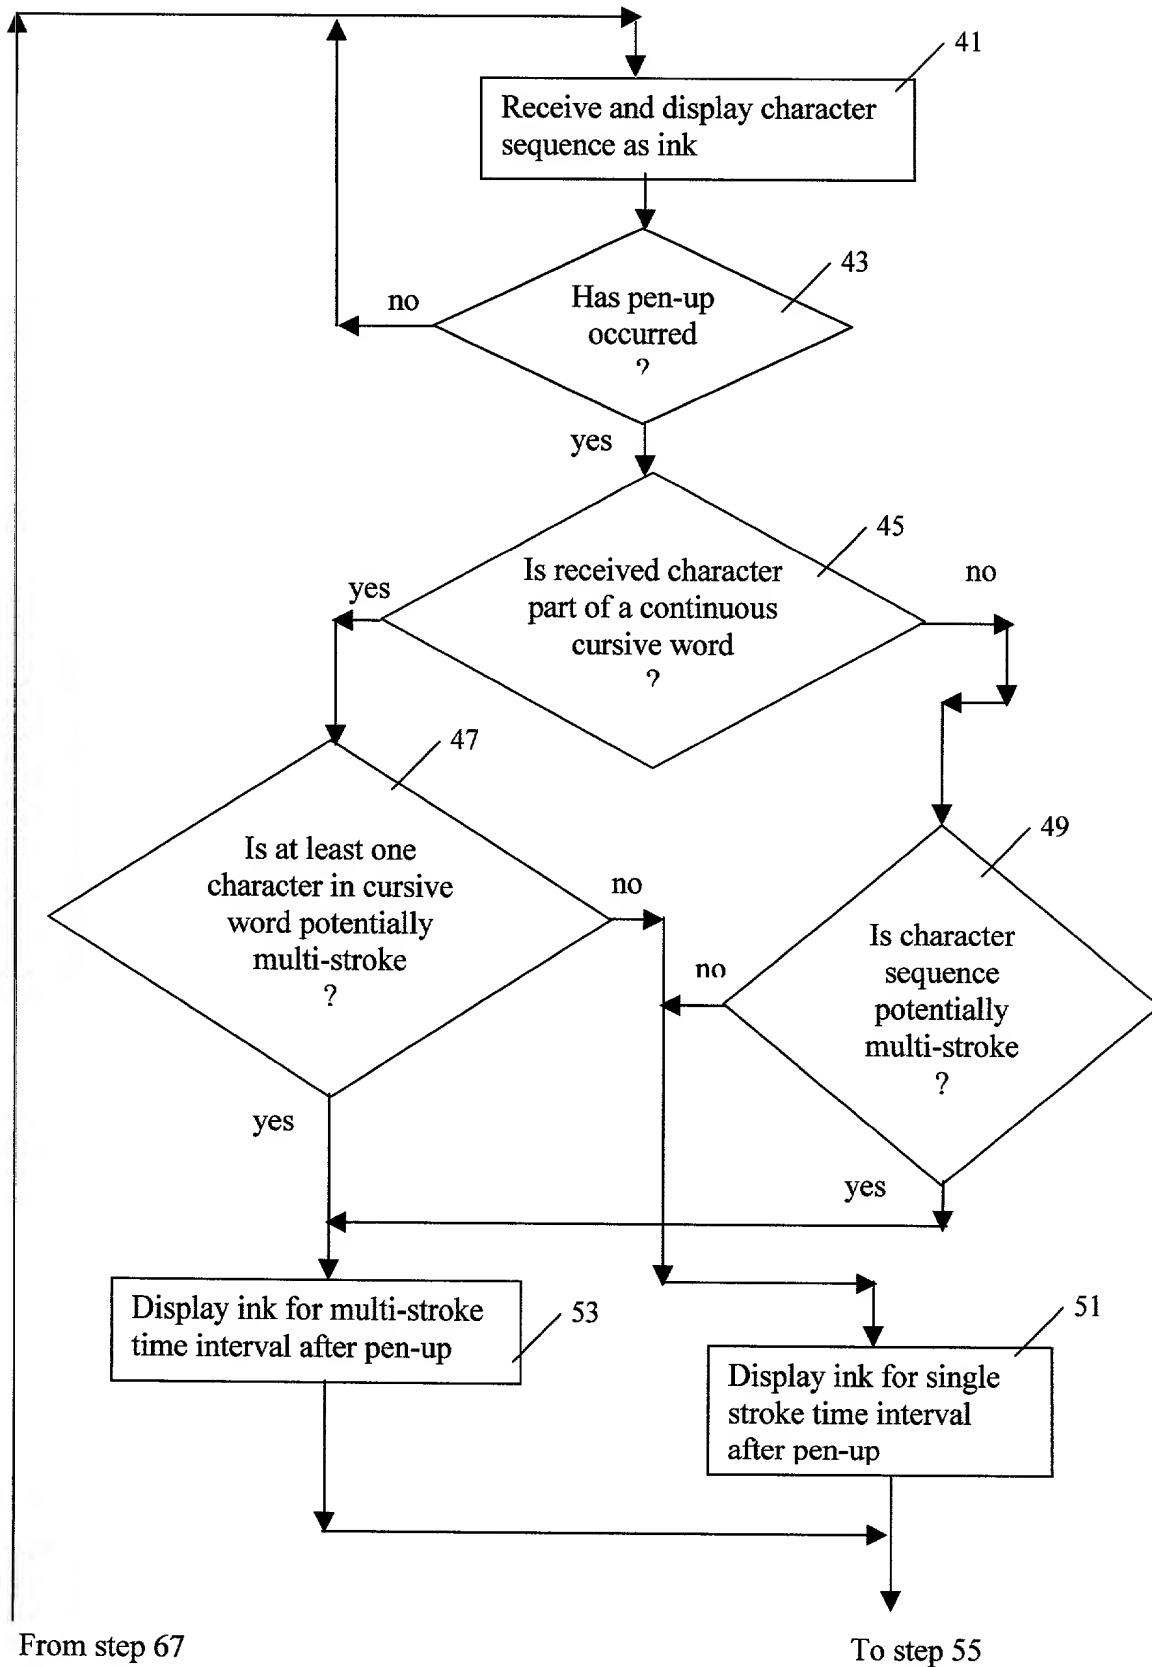 41
Receive and display character
sequence as ink
43
no
Has pen-up
occurred
?
yes
45
Is received character
part of a continuous
cursive word
?
yes
no
47
Is at least one
character in cursive
word potentially
multi-stroke
?
no
49
Is character
sequence
potentially
multi-stroke
?
no
yes
yes
Display ink for multi-stroke
time interval after pen-up
53
51
Display ink for single
stroke time interval
after pen-up
From step 67
To step 55